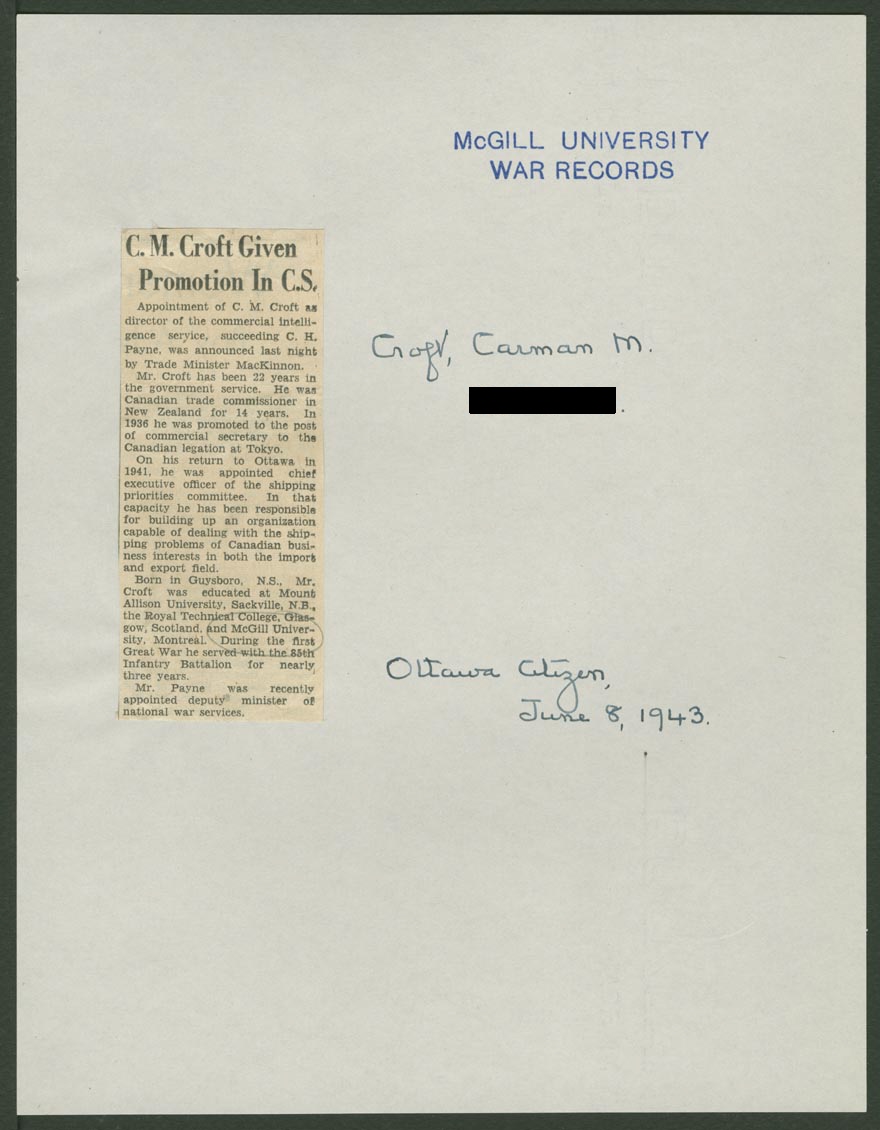 McGILL UNIVERSITY
WAR RECORDS
C. M. Croft Given
Promotion In C.S.
Appointment of C. M. Croft as
director of the commercial intelli-
gence service, succeeding C. H.
Payne, was announced last night
by Trade Minister MacKinnon.
Mr. Croft has been 22 years in
the government service. He was
Canadian trade commissioner in
New Zealand for 14 years. In
1936 he was promoted to the post
of commercial secretary to the
Canadian legation at Tokyo.
On his return to Ottawa in
1941, he was appointed chief
executive officer of the shipping
priorities committee. In that
capacity he has been responsible
for building up an organization
capable of dealing with the ship-
ping problems of Canadian busi-
ness interests in both the import
and export field.
Born in Guysboro, N.S., Mr.
Croft was educated at Mount
Allison University, Sackville, N.B.,
the Royal Technical College, Glas-
gow, Scotland, and McGill Univer-
sity, Montreal. During the first
Great War he served with the 85th
Infantry Battalion for nearly
three years.
Mr. Payne was recently
appointed deputy minister of
national war services.
Croft, Carman M.
Ottawa Citizen,
June 8, 1943.